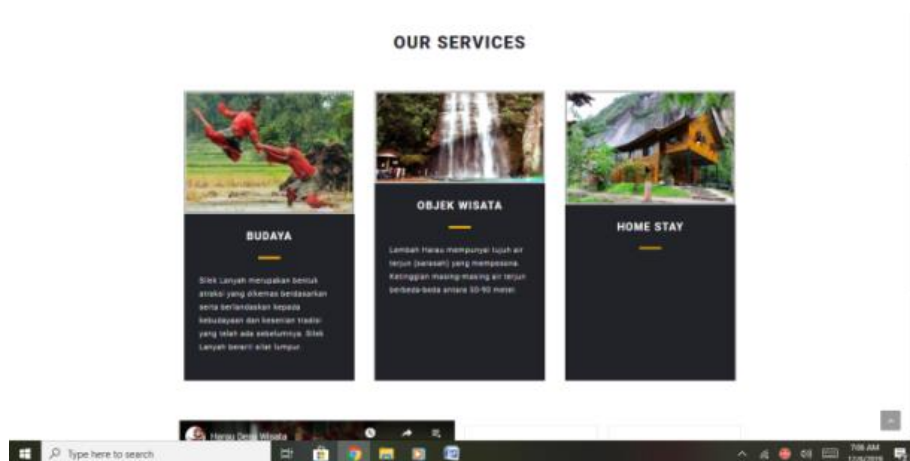 OUR SERVICES
BUDAYA
Silek Lanyah merupakan bentuk
atraksi yang dikemas berdasarkan
serta berlandaskan kepada
kebudayaan dan kesenian tradisi
yang telah ada sebelumnya. Silek
Lanyah berarti silat lumpur.
OBJEK WISATA
Lembah Harau mempunyai tujuh air
terjun (sarasah) yang mempesona.
Ketinggian masing-masing air terjun
berbeda-beda antara 50-90 meter.
HOME STAY
Harau Desa Wisata
Type here to search
7:06 AM